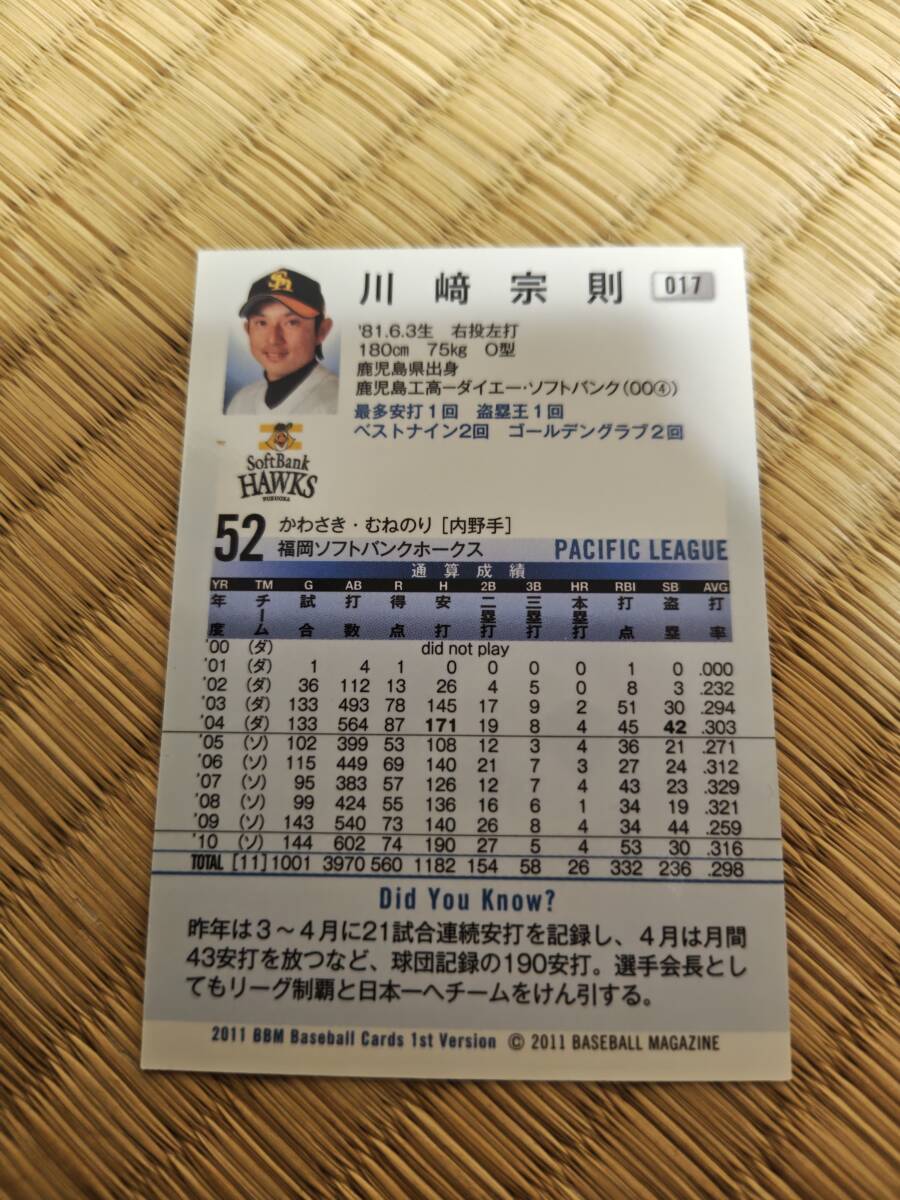 川﨑宗則 017
'81.6.3生 右投左打
180cm 75kg O型
鹿児島県出身
鹿児島工高ーダイエー・ソフトバンク(00④)
最多安打1回 盗塁王1回
ベストナイン2回 ゴールデングラブ2回
SH
SoftBank
HAWKS
FUKUOKA
52 かわさき・むねのり [内野手]
福岡ソフトバンクホークス PACIFIC LEAGUE
通算成績
YR TM G AB R H 2B 3B HR RBI SB AVG
年度 チーム 試合 打数 得点 安打 二塁打 三塁打 本塁打 打点 盗塁 打率
'00 (ダ) did not play
'01 (ダ) 1 4 1 0 0 0 0 1 0 .000
'02 (ダ) 36 112 13 26 4 5 0 8 3 .232
'03 (ダ) 133 493 78 145 17 9 2 51 30 .294
'04 (ダ) 133 564 87 171 19 8 4 45 42 .303
'05 (ソ) 102 399 53 108 12 3 4 36 21 .271
'06 (ソ) 115 449 69 140 21 7 3 27 24 .312
'07 (ソ) 95 383 57 126 12 7 4 43 23 .329
'08 (ソ) 99 424 55 136 16 6 1 34 19 .321
'09 (ソ) 143 540 73 140 26 8 4 34 44 .259
'10 (ソ) 144 602 74 190 27 5 4 53 30 .316
TOTAL [11] 1001 3970 560 1182 154 58 26 332 236 .298
Did You Know?
昨年は3～4月に21試合連続安打を記録し、4月は月間
43安打を放つなど、球団記録の190安打。選手会長とし
てもリーグ制覇と日本一へチームをけん引する。
2011 BBM Baseball Cards 1st Version © 2011 BASEBALL MAGAZINE